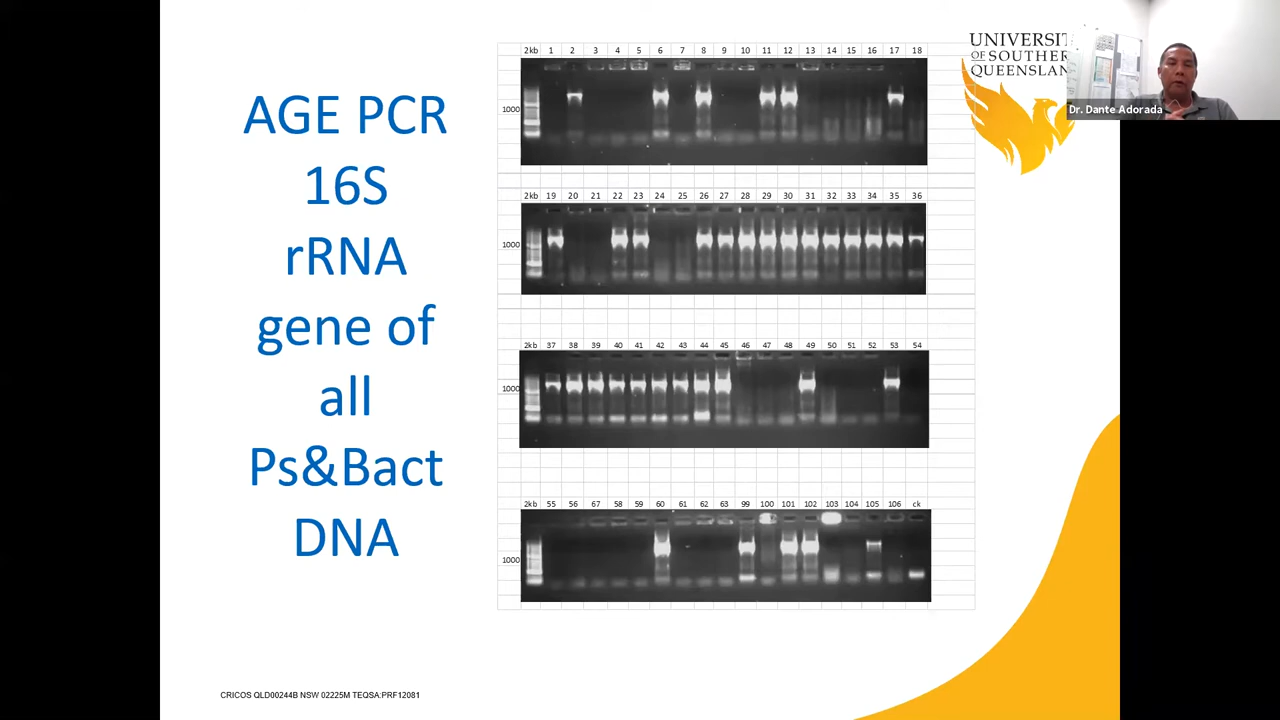 AGE PCR
16S
rRNA
gene of
all
Ps&Bact
DNA
2kb 1 2 3 4 5 6 7 8 9 10 11 12 13 14 15 16 17 18
1000
2kb 19 20 21 22 23 24 25 26 27 28 29 30 31 32 33 34 35 36
1000
2kb 37 38 39 40 41 42 43 44 45 46 47 48 49 50 51 52 53 54
1000
2kb 55 56 67 58 59 60 61 62 63 99 100 101 102 103 104 105 106 ck
1000
UNIVERSIT
OF SOUTHER
QUEENSLAN
Dr. Dante Adorada
CRICOS QLD00244B NSW 02225M TEQSA:PRF12081